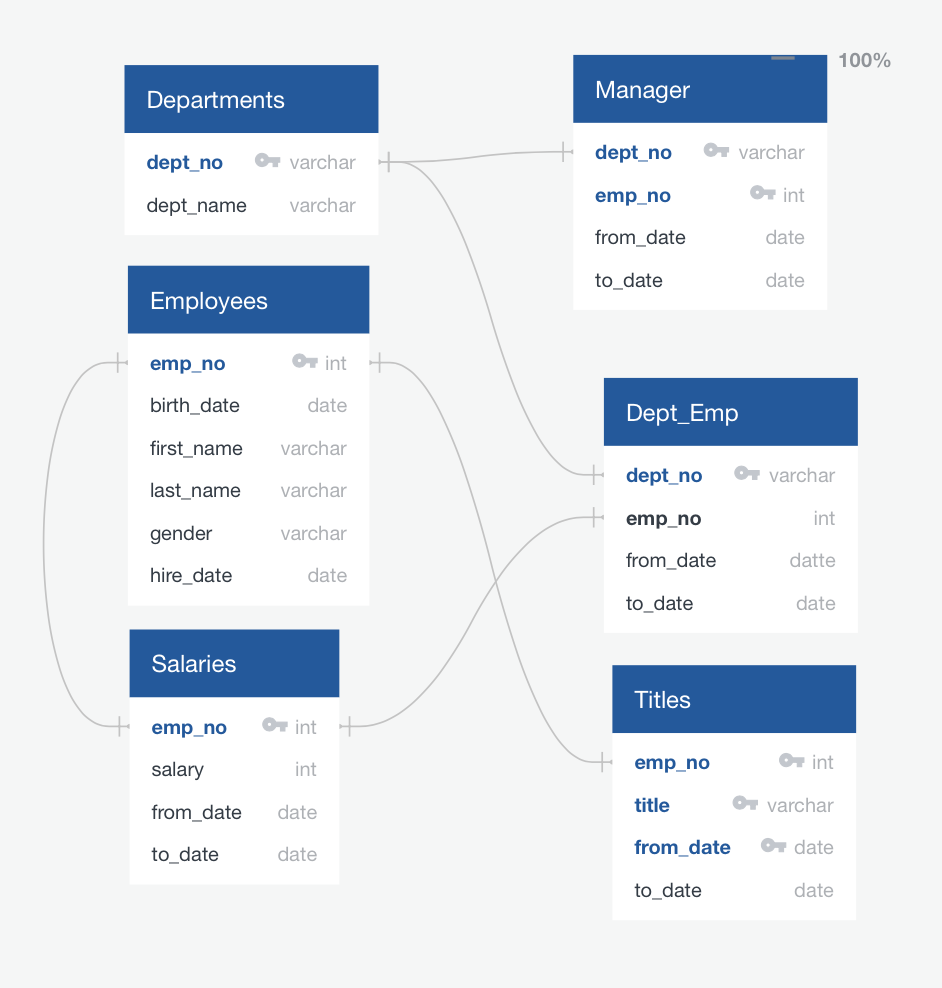 Departments
dept_no varchar
dept_name varchar
Employees
emp_no int
birth_date date
first_name varchar
last_name varchar
gender varchar
hire_date date
Salaries
emp_no int
salary int
from_date date
to_date date
100%
Manager
dept_no varchar
emp_no int
from_date date
to_date date
Dept_Emp
dept_no varchar
emp_no int
from_date datte
to_date date
Titles
emp_no int
title varchar
from_date date
to_date date